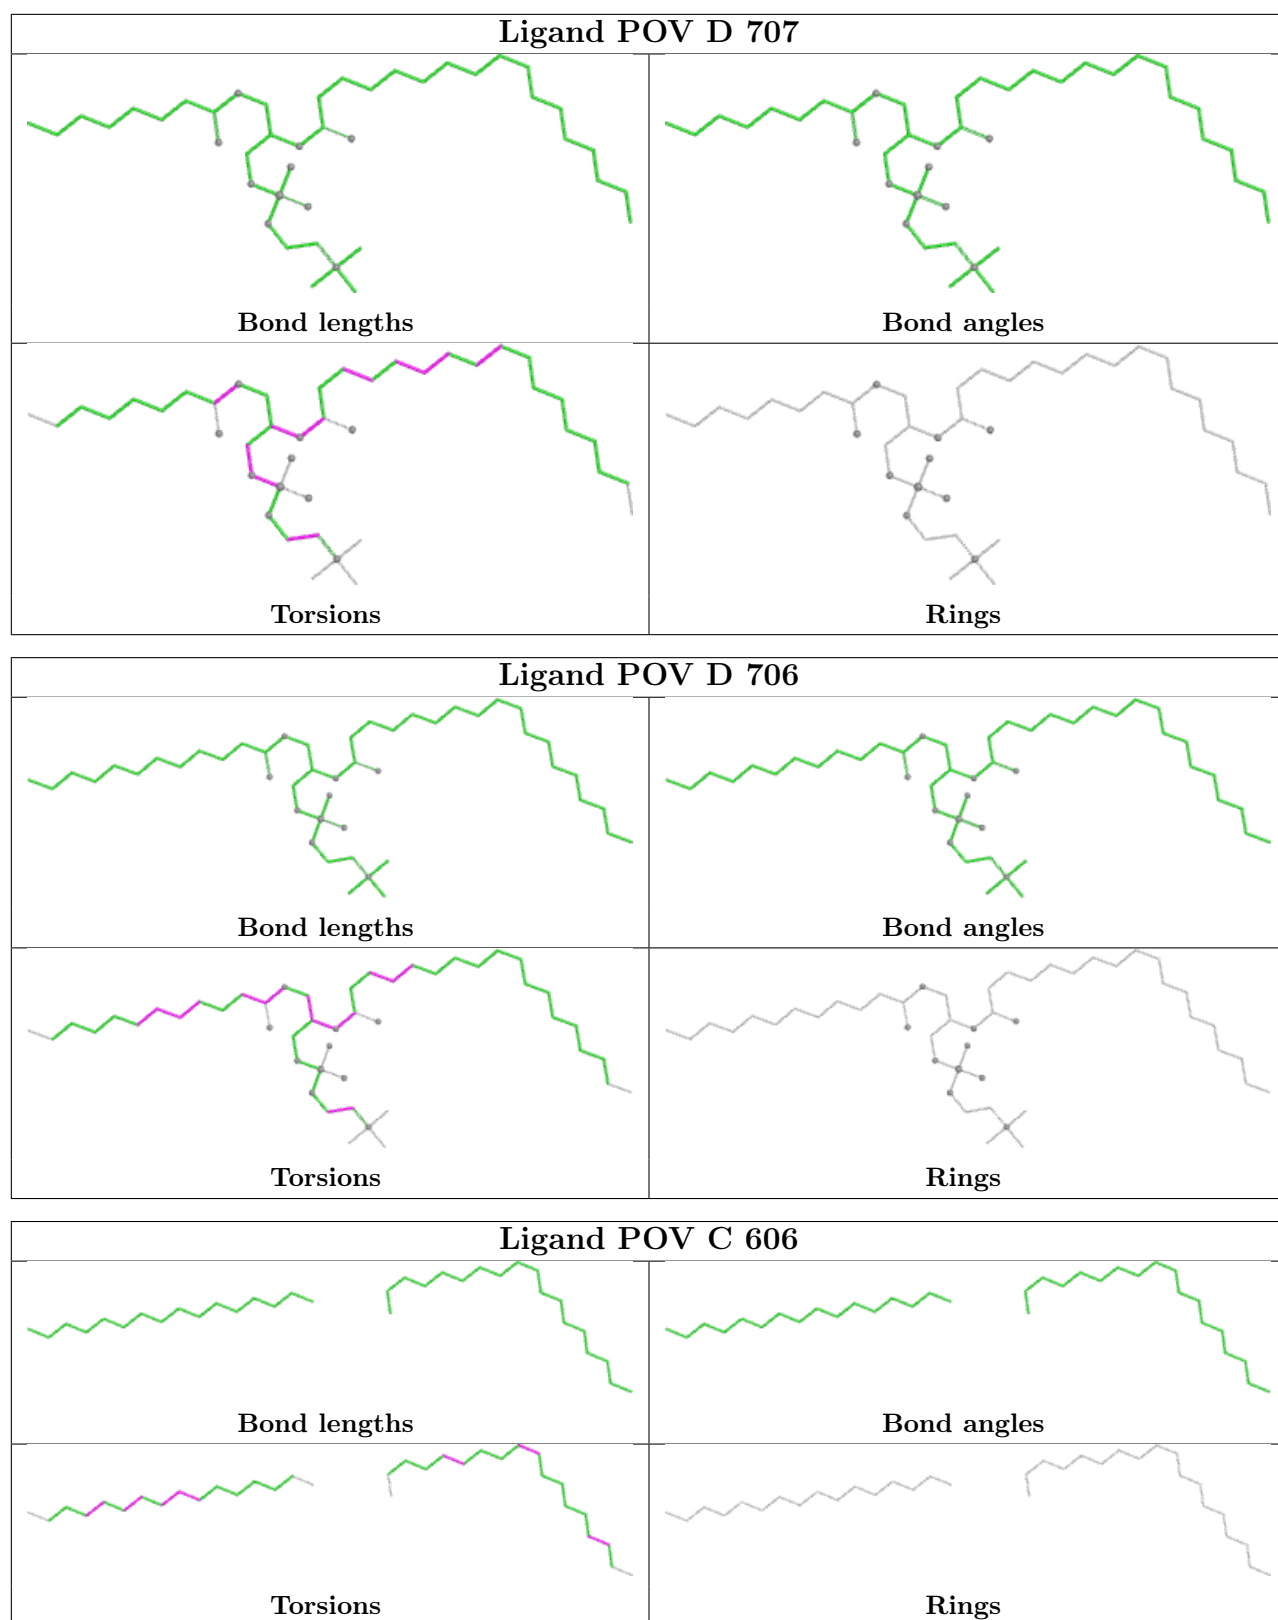 Ligand POV D 707
Bond lengths
Bond angles
Torsions
Rings
Ligand POV D 706
Bond lengths
Bond angles
Torsions
Rings
Ligand POV C 606
Bond lengths
Bond angles
Torsions
Rings